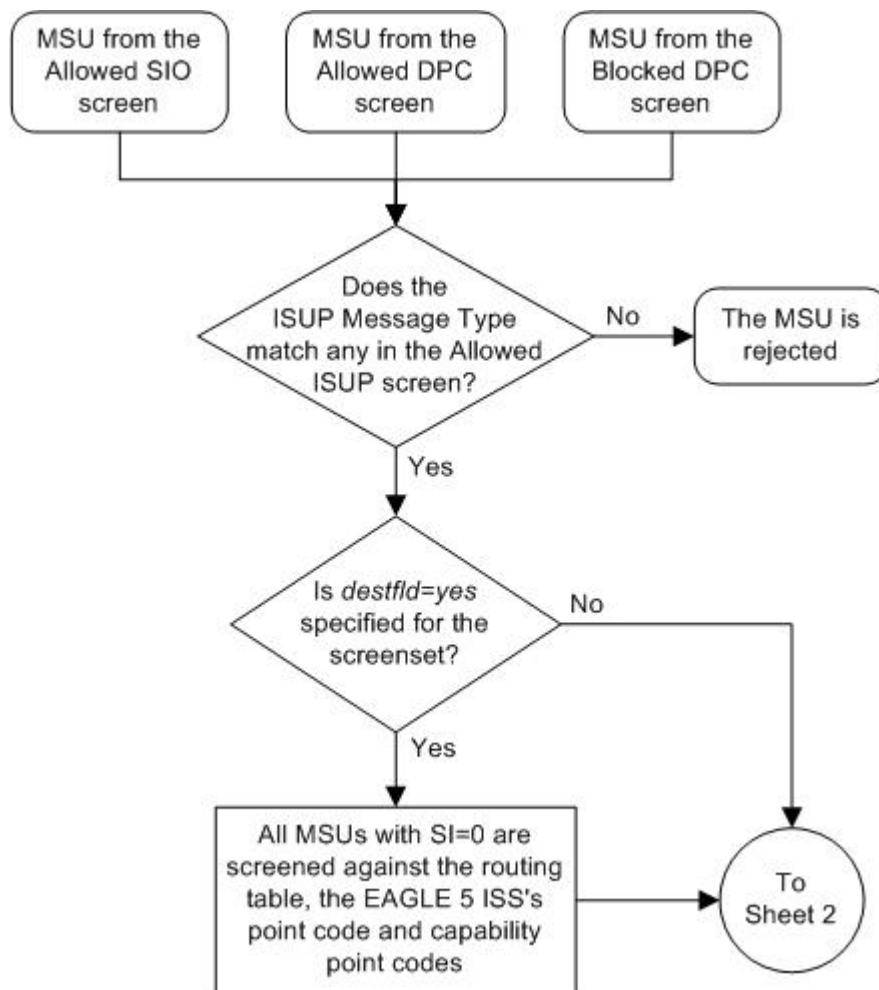 MSU from the
Allowed SIO
screen
MSU from the
Allowed DPC
screen
MSU from the
Blocked DPC
screen
Does the
ISUP Message Type
match any in the Allowed
ISUP screen?
No
The MSU is
rejected
Yes
Is destfld=yes
specified for the
screenset?
No
Yes
All MSUs with SI=0 are
screened against the routing
table, the EAGLE 5 ISS's
point code and capability
point codes
To
Sheet 2